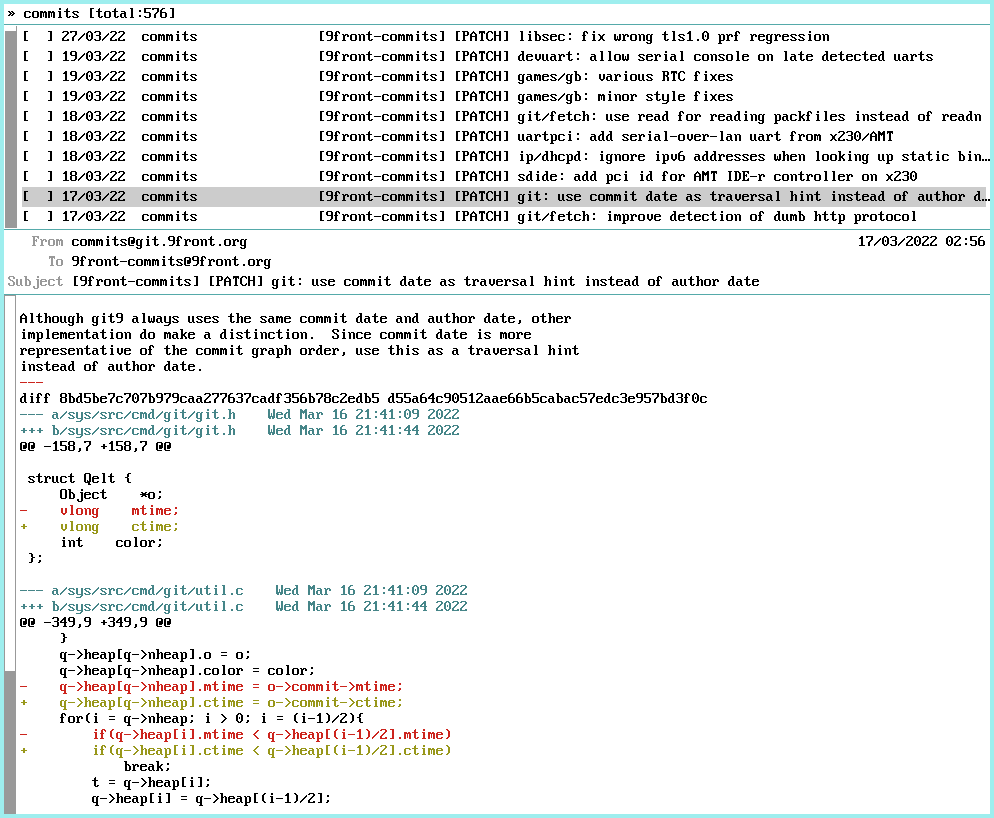 » commits [total:576]
[  ] 27/03/22  commits               [9front-commits] [PATCH] libsec: fix wrong tls1.0 prf regression
[  ] 19/03/22  commits               [9front-commits] [PATCH] devuart: allow serial console on late detected uarts
[  ] 19/03/22  commits               [9front-commits] [PATCH] games/gb: various RTC fixes
[  ] 19/03/22  commits               [9front-commits] [PATCH] games/gb: minor style fixes
[  ] 18/03/22  commits               [9front-commits] [PATCH] git/fetch: use read for reading packfiles instead of readn
[  ] 18/03/22  commits               [9front-commits] [PATCH] uartpci: add serial-over-lan uart from x230/AMT
[  ] 18/03/22  commits               [9front-commits] [PATCH] ip/dhcpd: ignore ipv6 addresses when looking up static bin…
[  ] 18/03/22  commits               [9front-commits] [PATCH] sdide: add pci id for AMT IDE-r controller on x230
[  ] 17/03/22  commits               [9front-commits] [PATCH] git: use commit date as traversal hint instead of author d…
[  ] 17/03/22  commits               [9front-commits] [PATCH] git/fetch: improve detection of dumb http protocol
From commits@git.9front.org 17/03/2022 02:56
To 9front-commits@9front.org
Subject [9front-commits] [PATCH] git: use commit date as traversal hint instead of author date
Although git9 always uses the same commit date and author date, other
implementation do make a distinction.  Since commit date is more
representative of the commit graph order, use this as a traversal hint
instead of author date.
---
diff 8bd5be7c707b979caa277637cadf356b78c2edb5 d55a64c90512aae66b5cabac57edc3e957bd3f0c
--- a/sys/src/cmd/git/git.h    Wed Mar 16 21:41:09 2022
+++ b/sys/src/cmd/git/git.h    Wed Mar 16 21:41:44 2022
@@ -158,7 +158,7 @@
 struct Qelt {
     Object    *o;
-    vlong    mtime;
+    vlong    ctime;
     int    color;
 };
--- a/sys/src/cmd/git/util.c    Wed Mar 16 21:41:09 2022
+++ b/sys/src/cmd/git/util.c    Wed Mar 16 21:41:44 2022
@@ -349,9 +349,9 @@
     }
     q->heap[q->nheap].o = o;
     q->heap[q->nheap].color = color;
-    q->heap[q->nheap].mtime = o->commit->mtime;
+    q->heap[q->nheap].ctime = o->commit->ctime;
     for(i = q->nheap; i > 0; i = (i-1)/2){
-        if(q->heap[i].mtime < q->heap[(i-1)/2].mtime)
+        if(q->heap[i].ctime < q->heap[(i-1)/2].ctime)
             break;
         t = q->heap[i];
         q->heap[i] = q->heap[(i-1)/2];